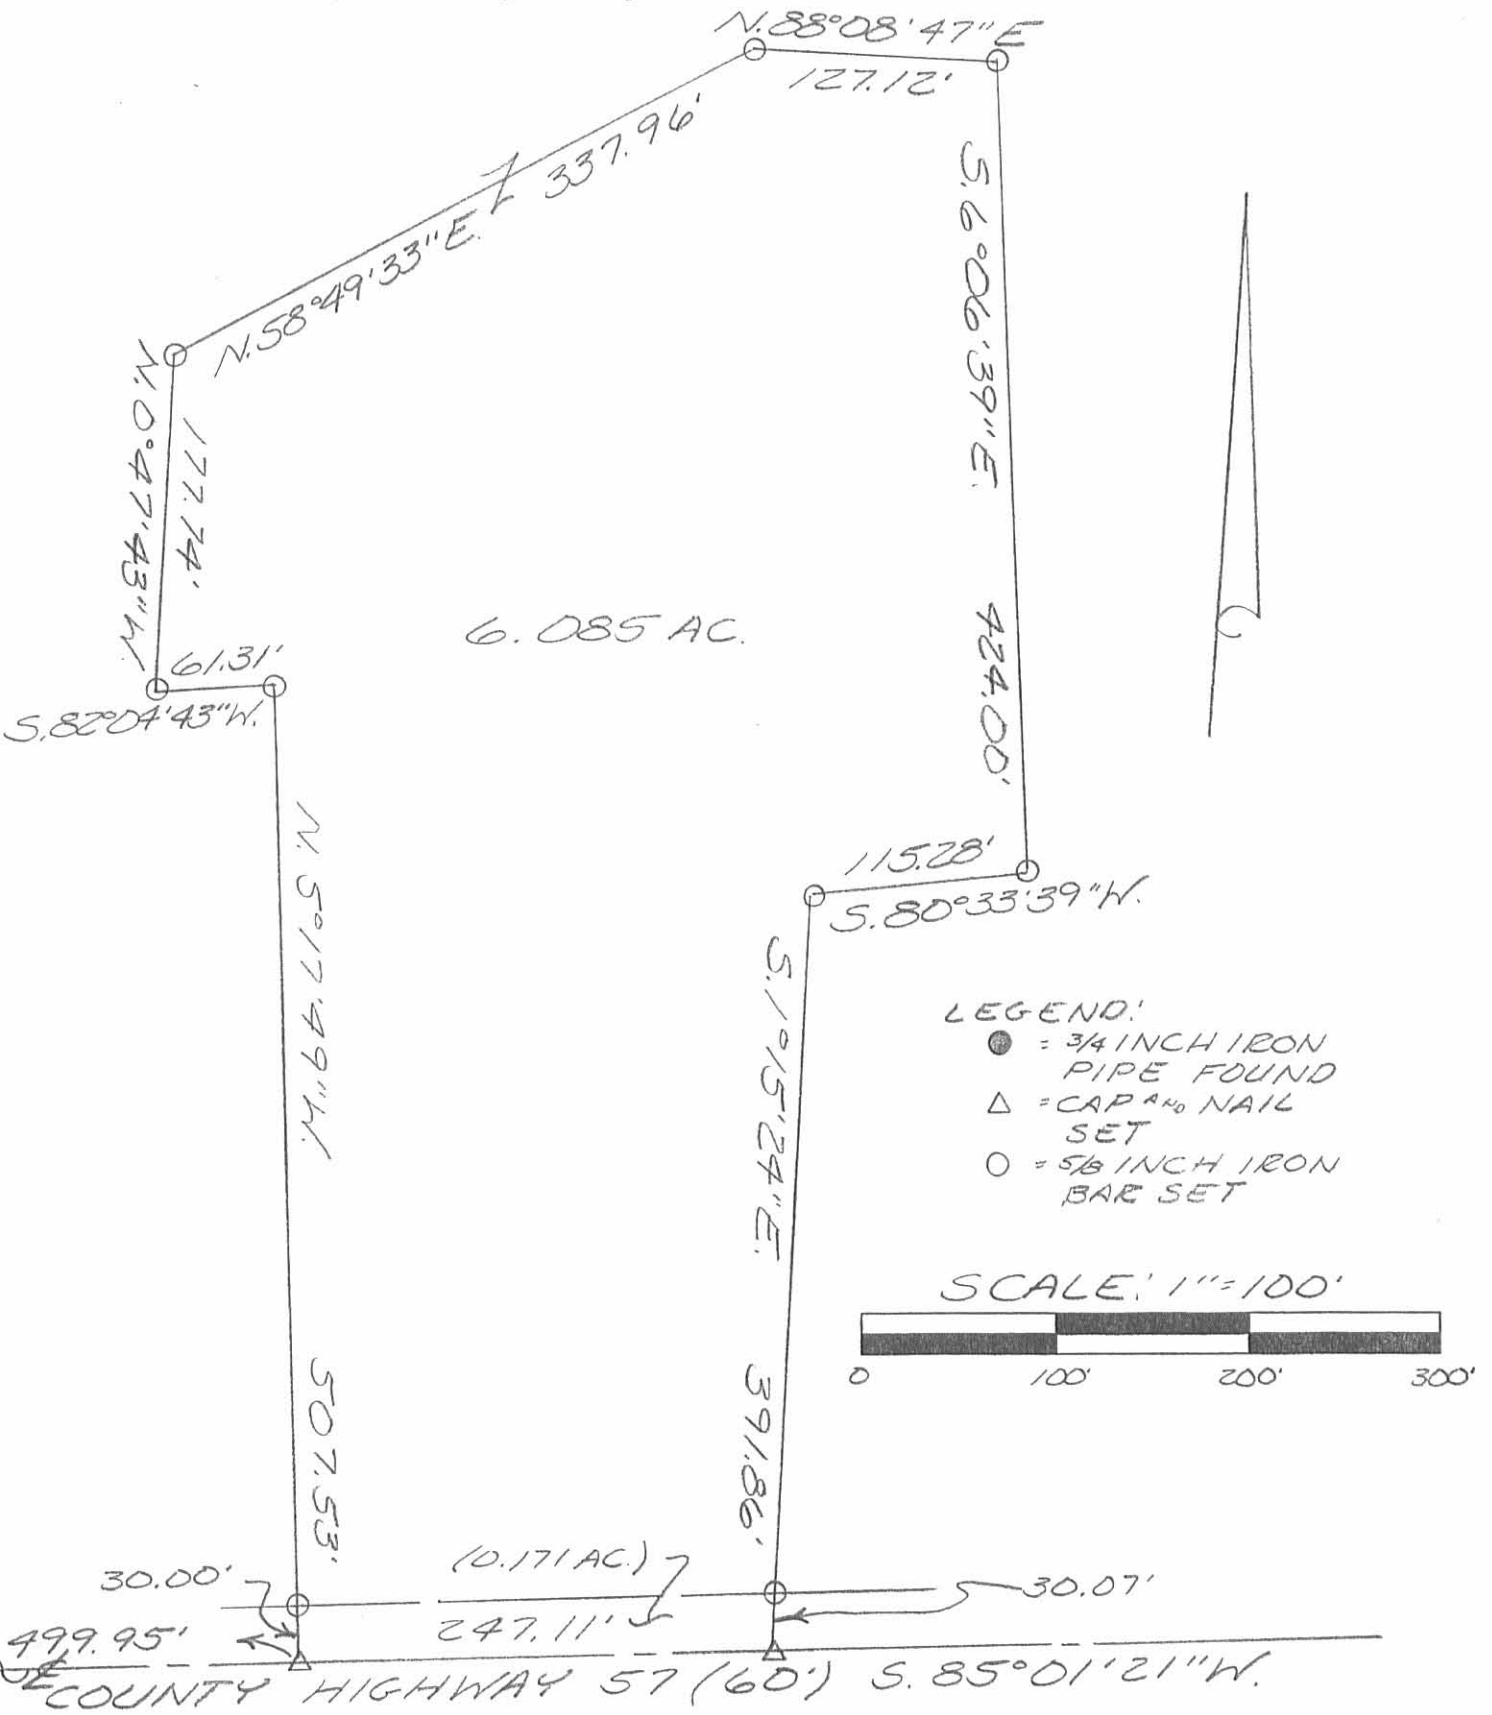 N. 88°08'47" E
127.12'
N. 58°49'33" E. 337.96'
S. 6°06'39" E. 424.00'
N. 0°47'43" W.
177.74'
6.085 AC.
61.31'
S. 82°04'43" W.
N. 5°17'49" W. 507.53'
115.28'
S. 80°33'39" W.
S. 1°15'24" E. 391.86'
LEGEND:
= 3/4 INCH IRON
PIPE FOUND
= CAP AND NAIL
SET
= 5/8 INCH IRON
BAR SET
SCALE: 1"=100'
0 100' 200' 300'
30.00'
(0.171 AC.)
30.07'
499.95'
247.11'
COUNTY HIGHWAY 57 (60') S. 85°01'21" W.